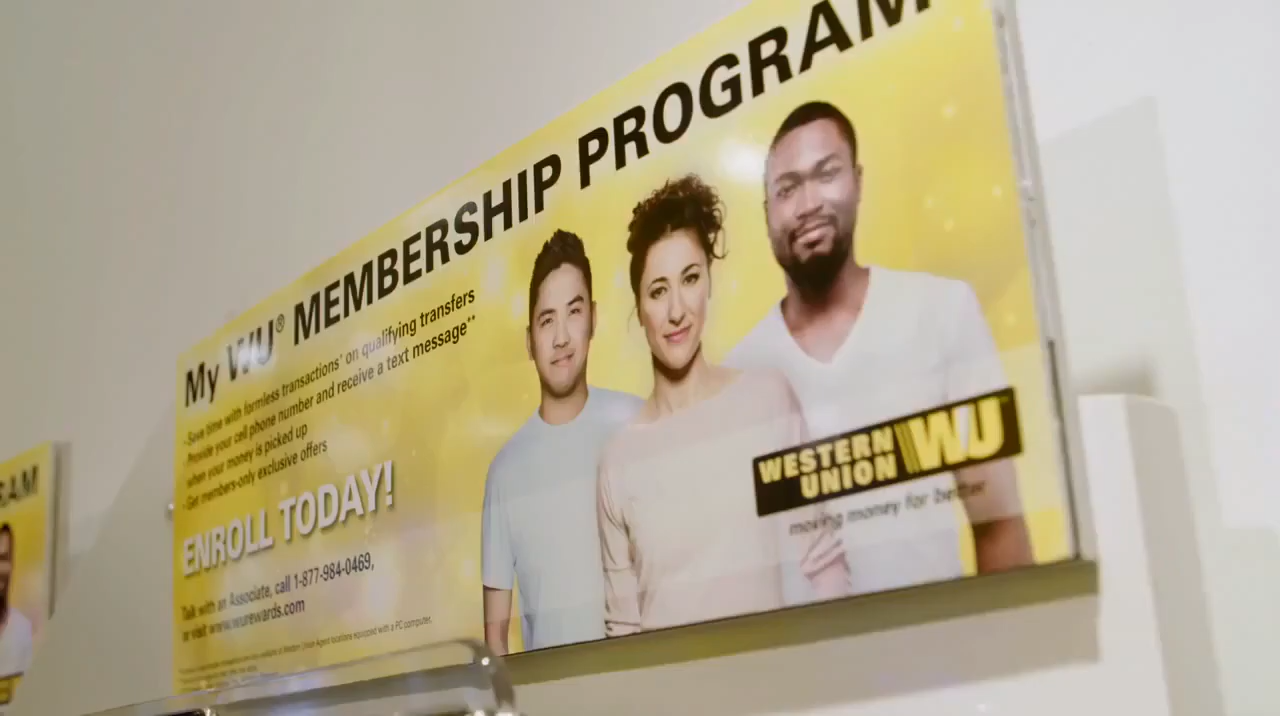 My WU® MEMBERSHIP PROGRAM
- Save time with formless transactions* on qualifying transfers
- Provide your cell phone number and receive a text message**
when your money is picked up
- Get members-only exclusive offers
ENROLL TODAY!
Talk with an Associate, call 1-877-984-0469,
or visit www.wurewards.com
WESTERN
UNION
WU
moving money for better
RAM